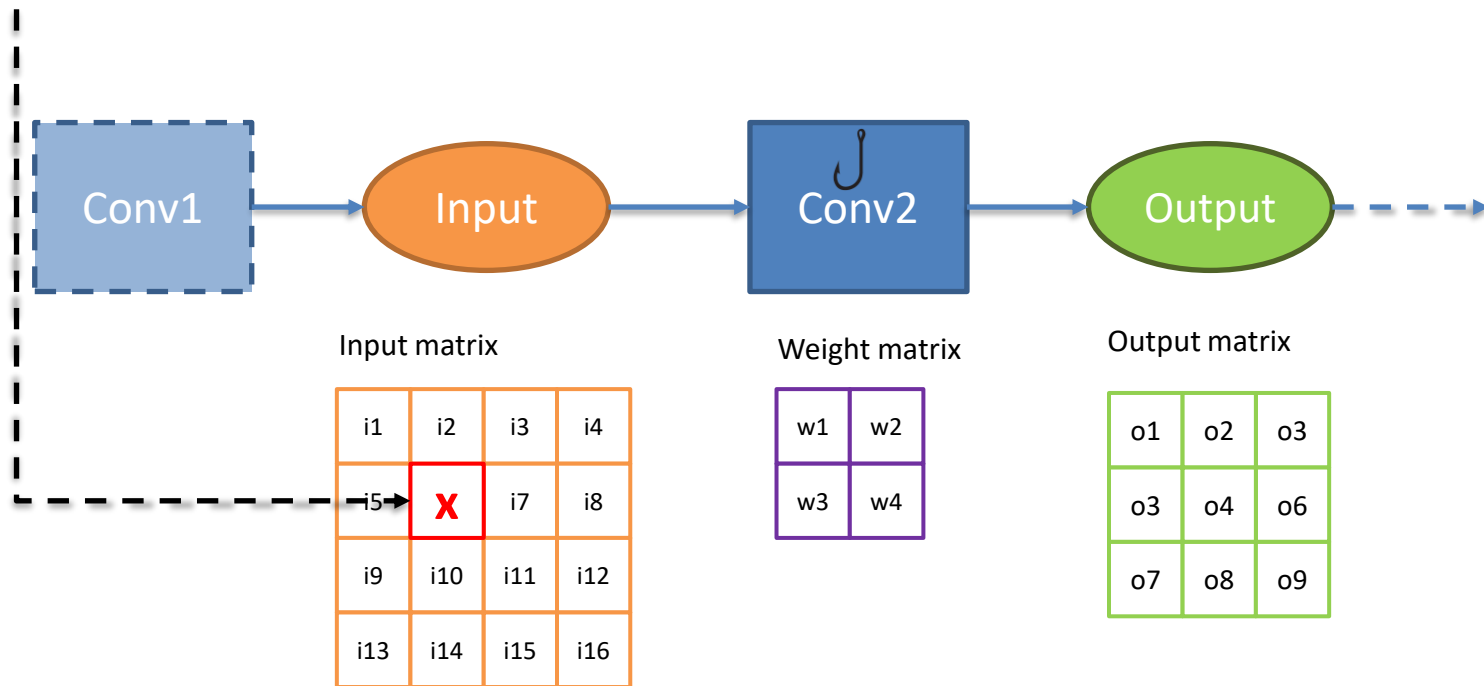 Conv1 Input Conv2 Output
Input matrix Weight matrix Output matrix
i1 i2 i3 i4
i5 X i7 i8
i9 i10 i11 i12
i13 i14 i15 i16
w1 w2
w3 w4
o1 o2 o3
o3 o4 o6
o7 o8 o9